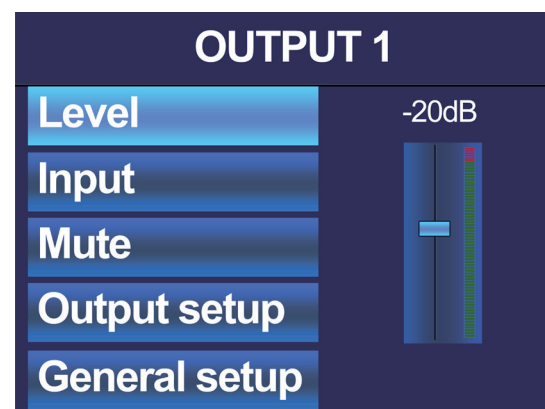 OUTPUT 1
Level
-20dB
Input
Mute
Output setup
General setup